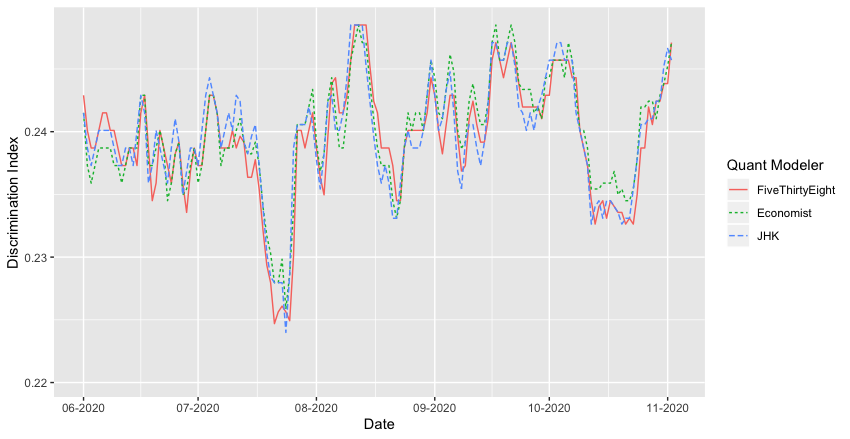 Discrimination Index
0.24
0.23
0.22
06-2020 07-2020 08-2020 09-2020 10-2020 11-2020
Date
Quant Modeler
FiveThirtyEight
Economist
JHK